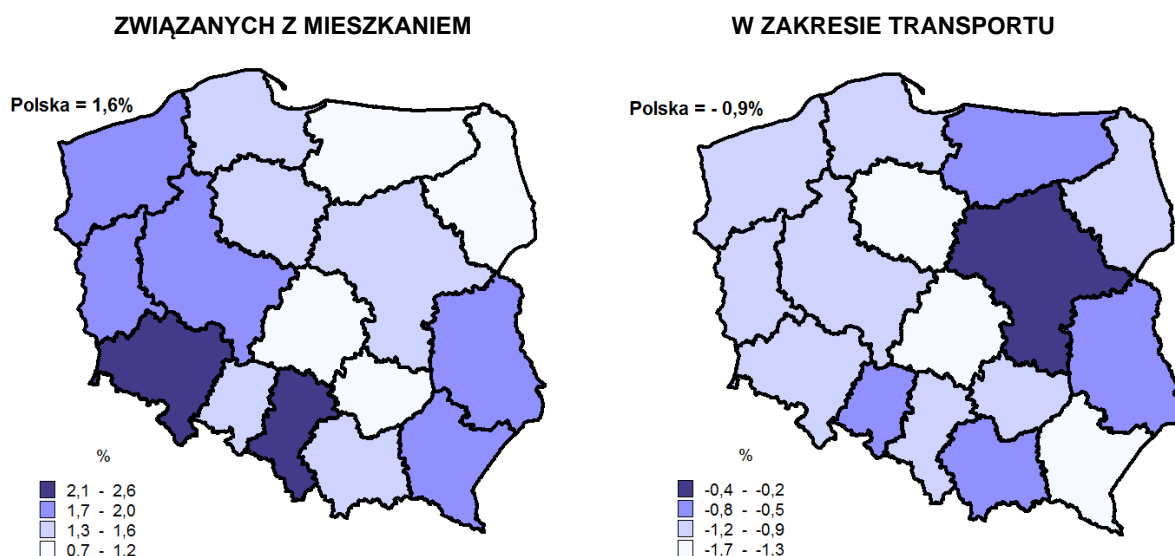 ZWIĄZANYCH Z MIESZKANIEM
Polska = 1,6%
%
2,1 - 2,6
1,7 - 2,0
1,3 - 1,6
0,7 - 1,2
W ZAKRESIE TRANSPORTU
Polska = - 0,9%
%
-0,4 - -0,2
-0,8 - -0,5
-1,2 - -0,9
-1,7 - -1,3